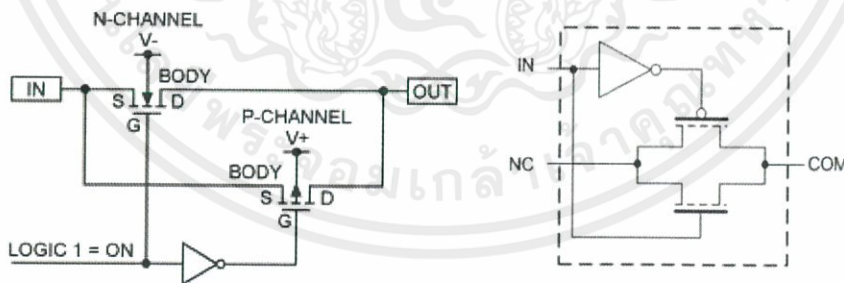 N-CHANNEL
V-
BODY
IN
S
D
G
OUT
P-CHANNEL
V+
BODY
S
D
G
LOGIC 1 = ON
IN
NC
COM